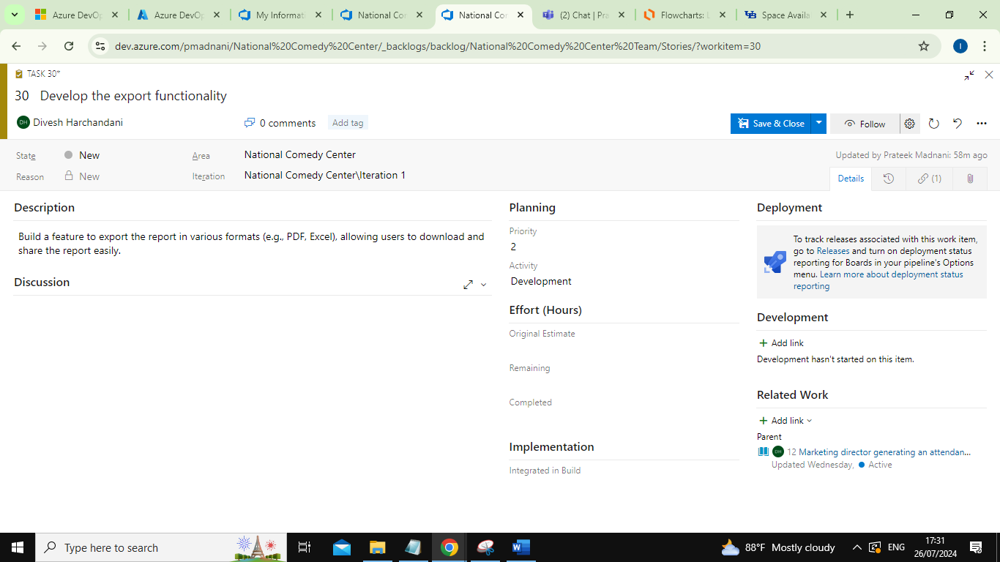 Azure DevOp
Azure DevOp
My Informati
National Con
National Con
(2) Chat | Pra
Flowcharts: L
Space Availa
dev.azure.com/pmadnani/National%20Comedy%20Center/_backlogs/backlog/National%20Comedy%20Center%20Team/Stories/?workitem=30
I
TASK 30*
30 Develop the export functionality
DH Divesh Harchandani
0 comments
Add tag
Save & Close
Follow
State
New
Area
National Comedy Center
Updated by Prateek Madnani: 58m ago
Reason
New
Iteration
National Comedy Center\Iteration 1
Details
(1)
Description
Build a feature to export the report in various formats (e.g., PDF, Excel), allowing users to download and
share the report easily.
Discussion
Planning
Priority
2
Activity
Development
Effort (Hours)
Original Estimate
Remaining
Completed
Implementation
Integrated in Build
Deployment
To track releases associated with this work item,
go to Releases and turn on deployment status
reporting for Boards in your pipeline's Options
menu. Learn more about deployment status
reporting
Development
Add link
Development hasn't started on this item.
Related Work
Add link
Parent
DH 12 Marketing director generating an attendan...
Updated Wednesday, Active
Type here to search
88°F Mostly cloudy
ENG
17:31
26/07/2024